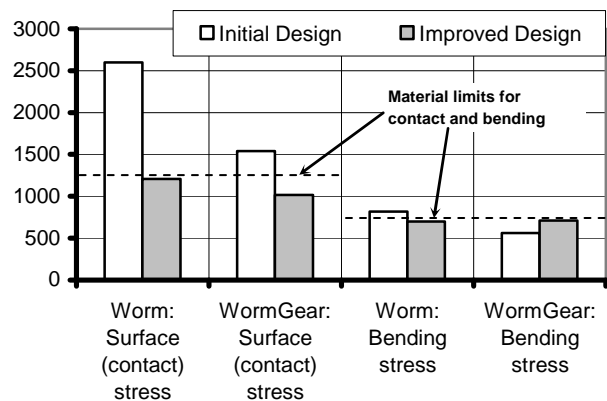 Initial Design
Improved Design
3000
2500
2000
1500
1000
500
0
Material limits for
contact and bending
Worm:
Surface
(contact)
stress
WormGear:
Surface
(contact)
stress
Worm:
Bending
stress
WormGear:
Bending
stress